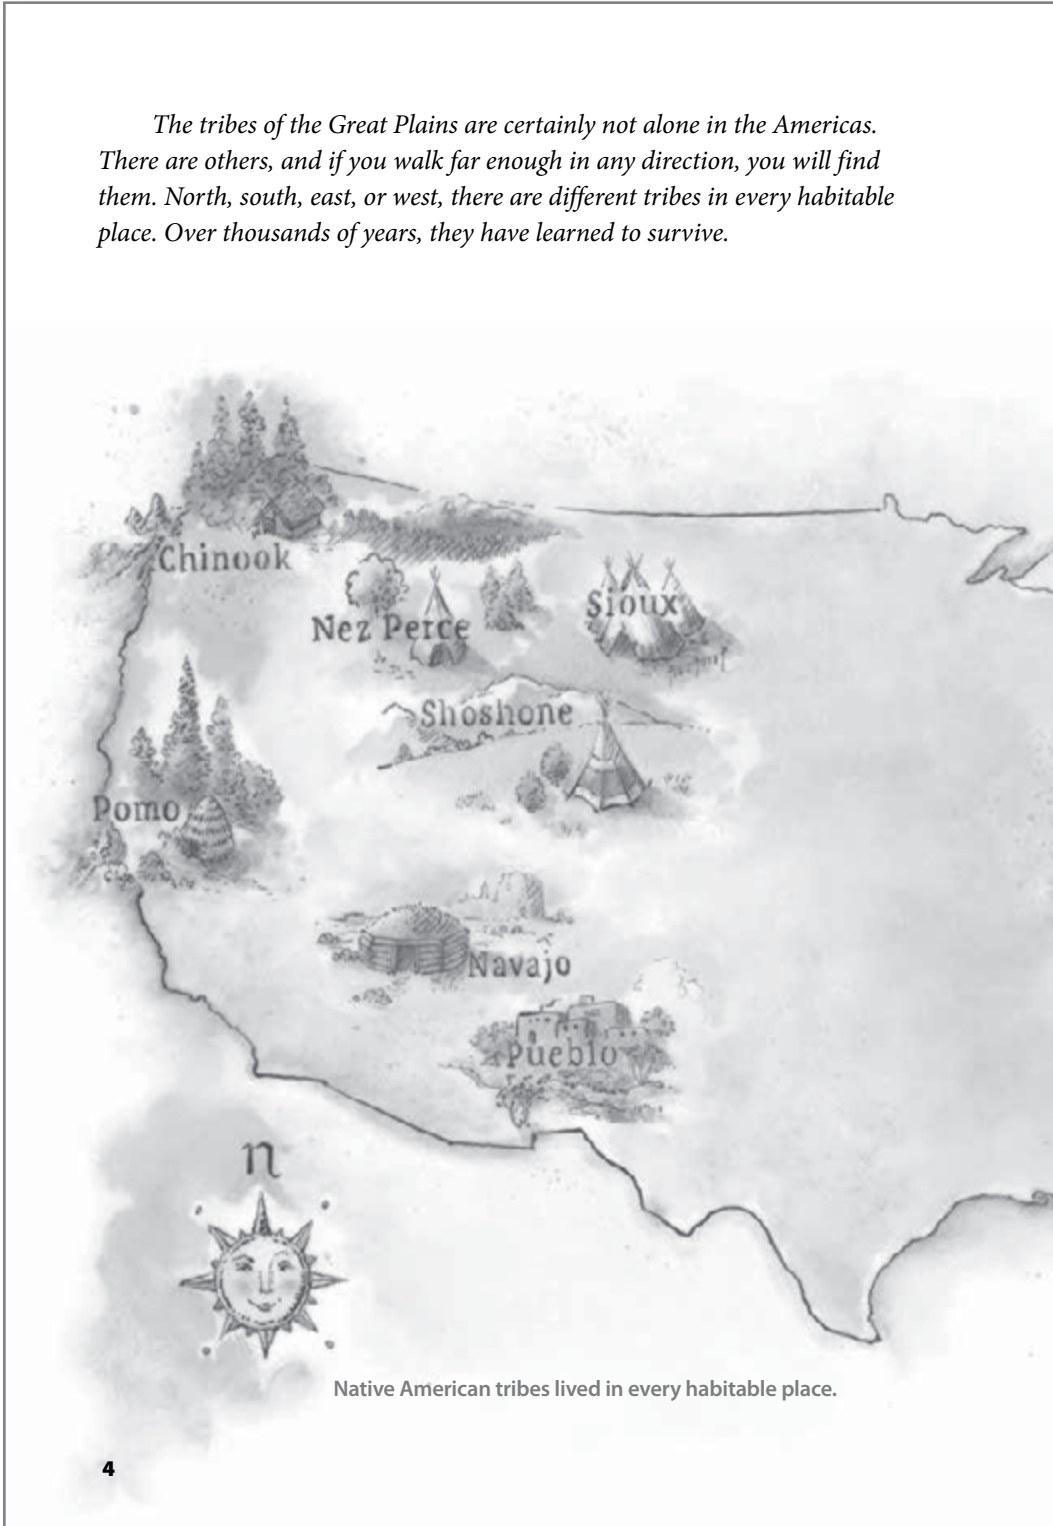 The tribes of the Great Plains are certainly not alone in the Americas.
There are others, and if you walk far enough in any direction, you will find
them. North, south, east, or west, there are different tribes in every habitable
place. Over thousands of years, they have learned to survive.
Chinook
Nez Perce
Sioux
Shoshone
Pomo
Navajo
Pueblo
n
Native American tribes lived in every habitable place.
4